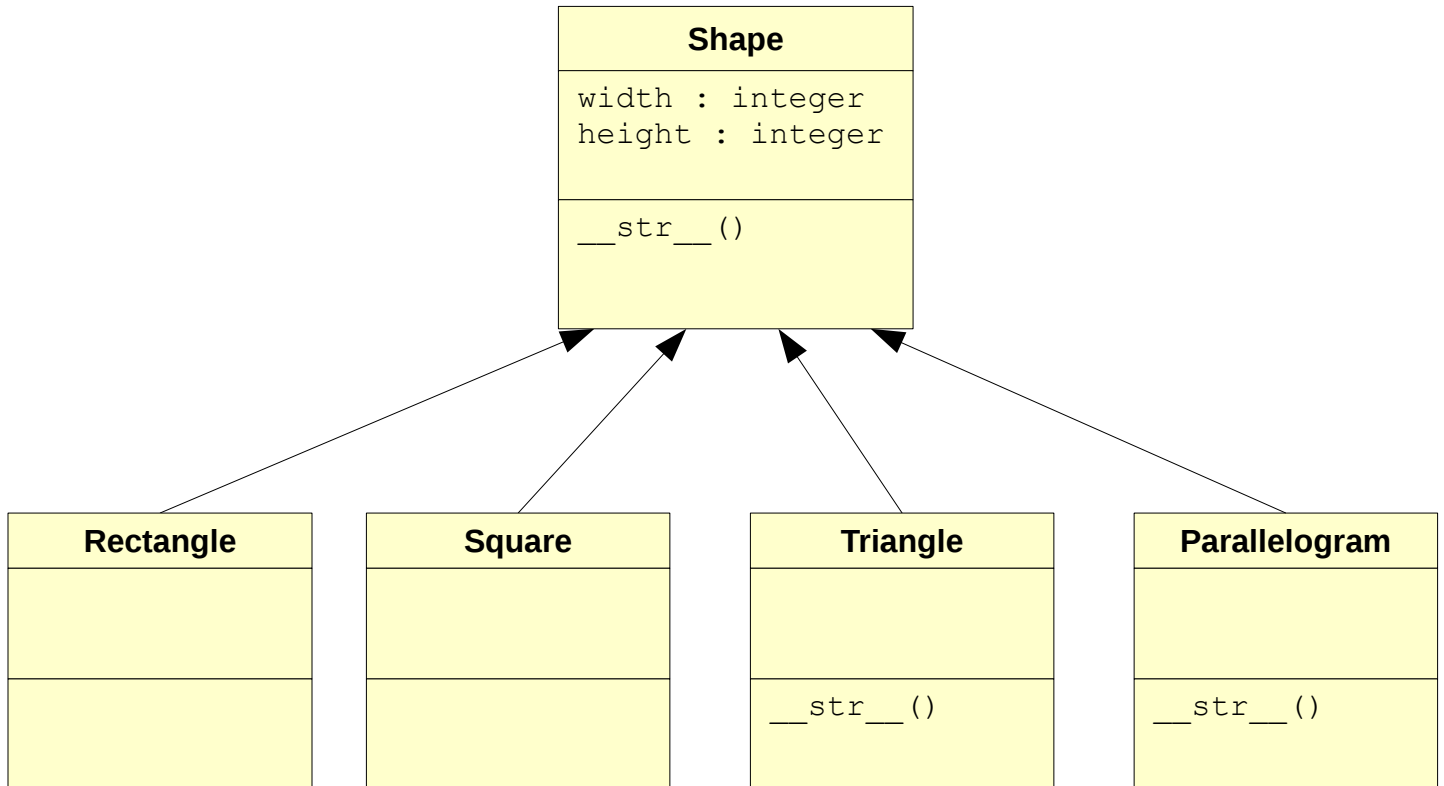 Shape
width : integer
height : integer
__str__()
Rectangle
Square
Triangle
Parallelogram
__str__()
__str__()